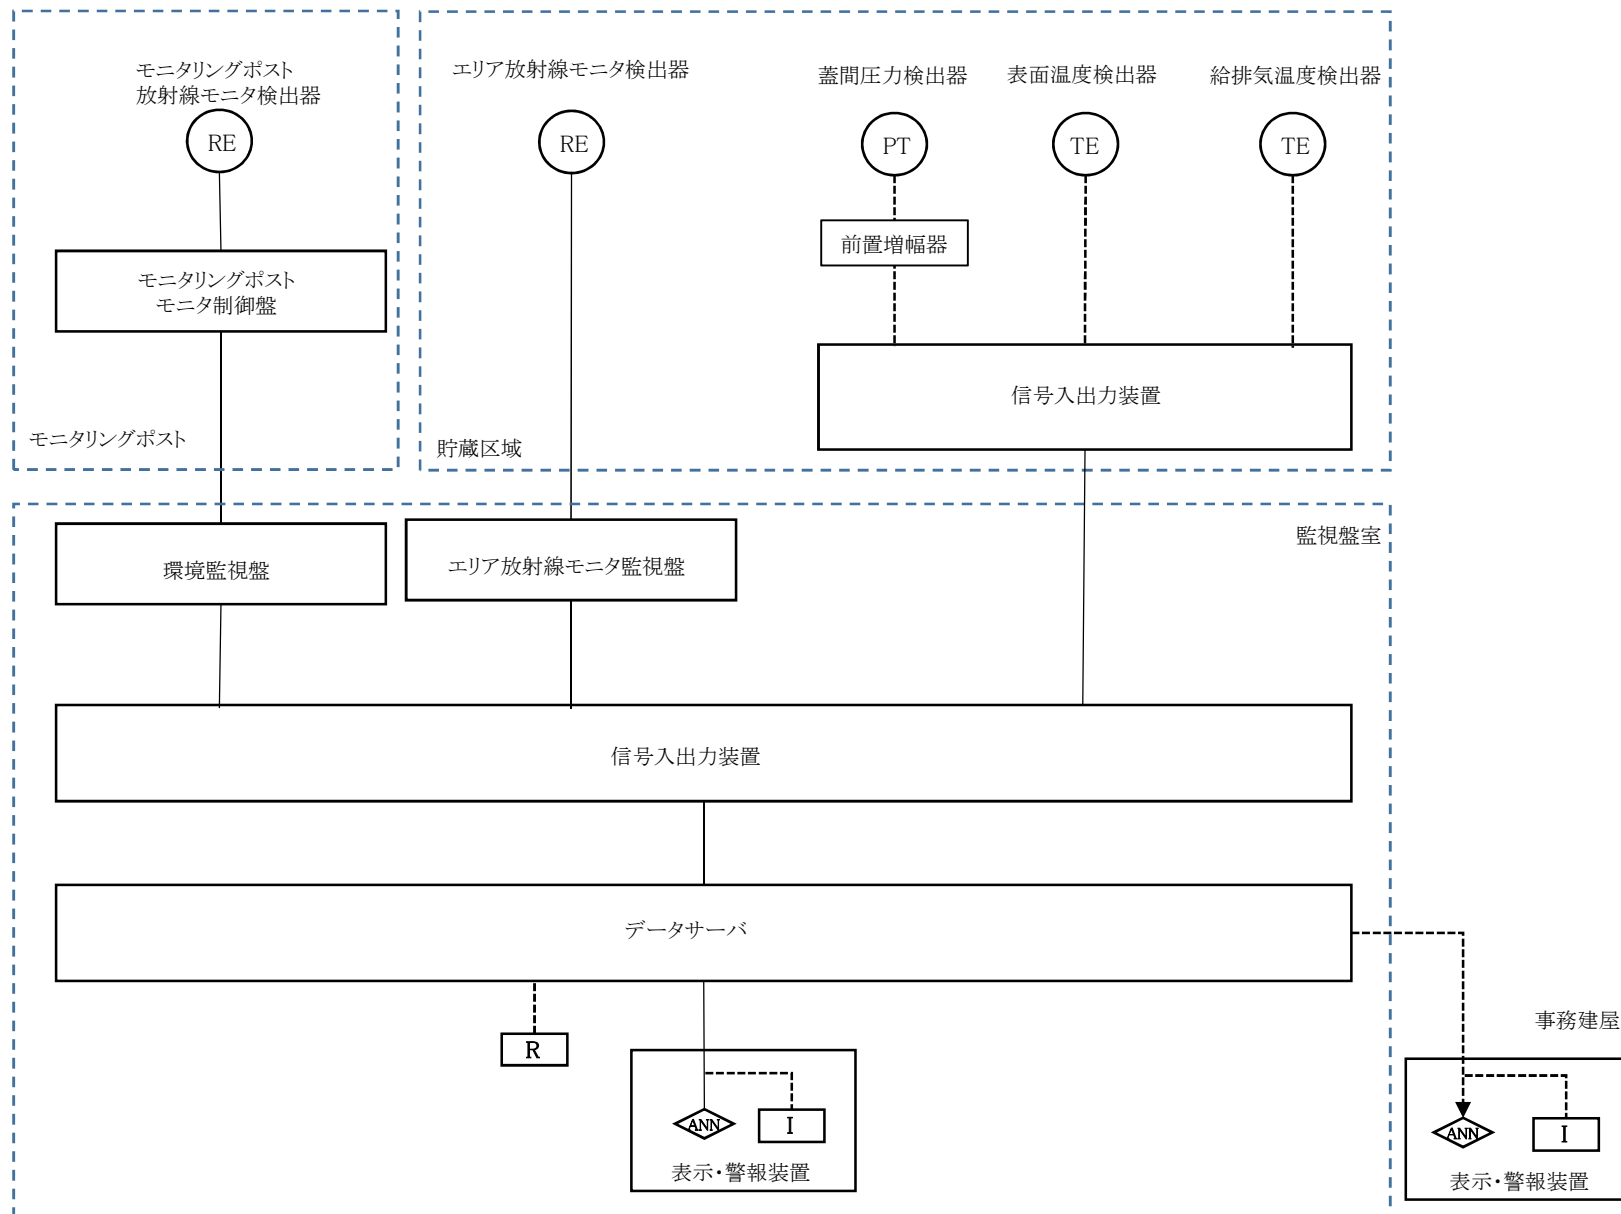 モニタリングポスト
放射線モニタ検出器
エリア放射線モニタ検出器
蓋間圧力検出器
表面温度検出器
給排気温度検出器
RE
RE
PT
TE
TE
前置増幅器
モニタリングポスト
モニタ制御盤
信号入出力装置
モニタリングポスト
貯蔵区域
監視盤室
環境監視盤
エリア放射線モニタ監視盤
信号入出力装置
データサーバ
事務建屋
R
ANN
I
表示・警報装置
ANN
I
表示・警報装置